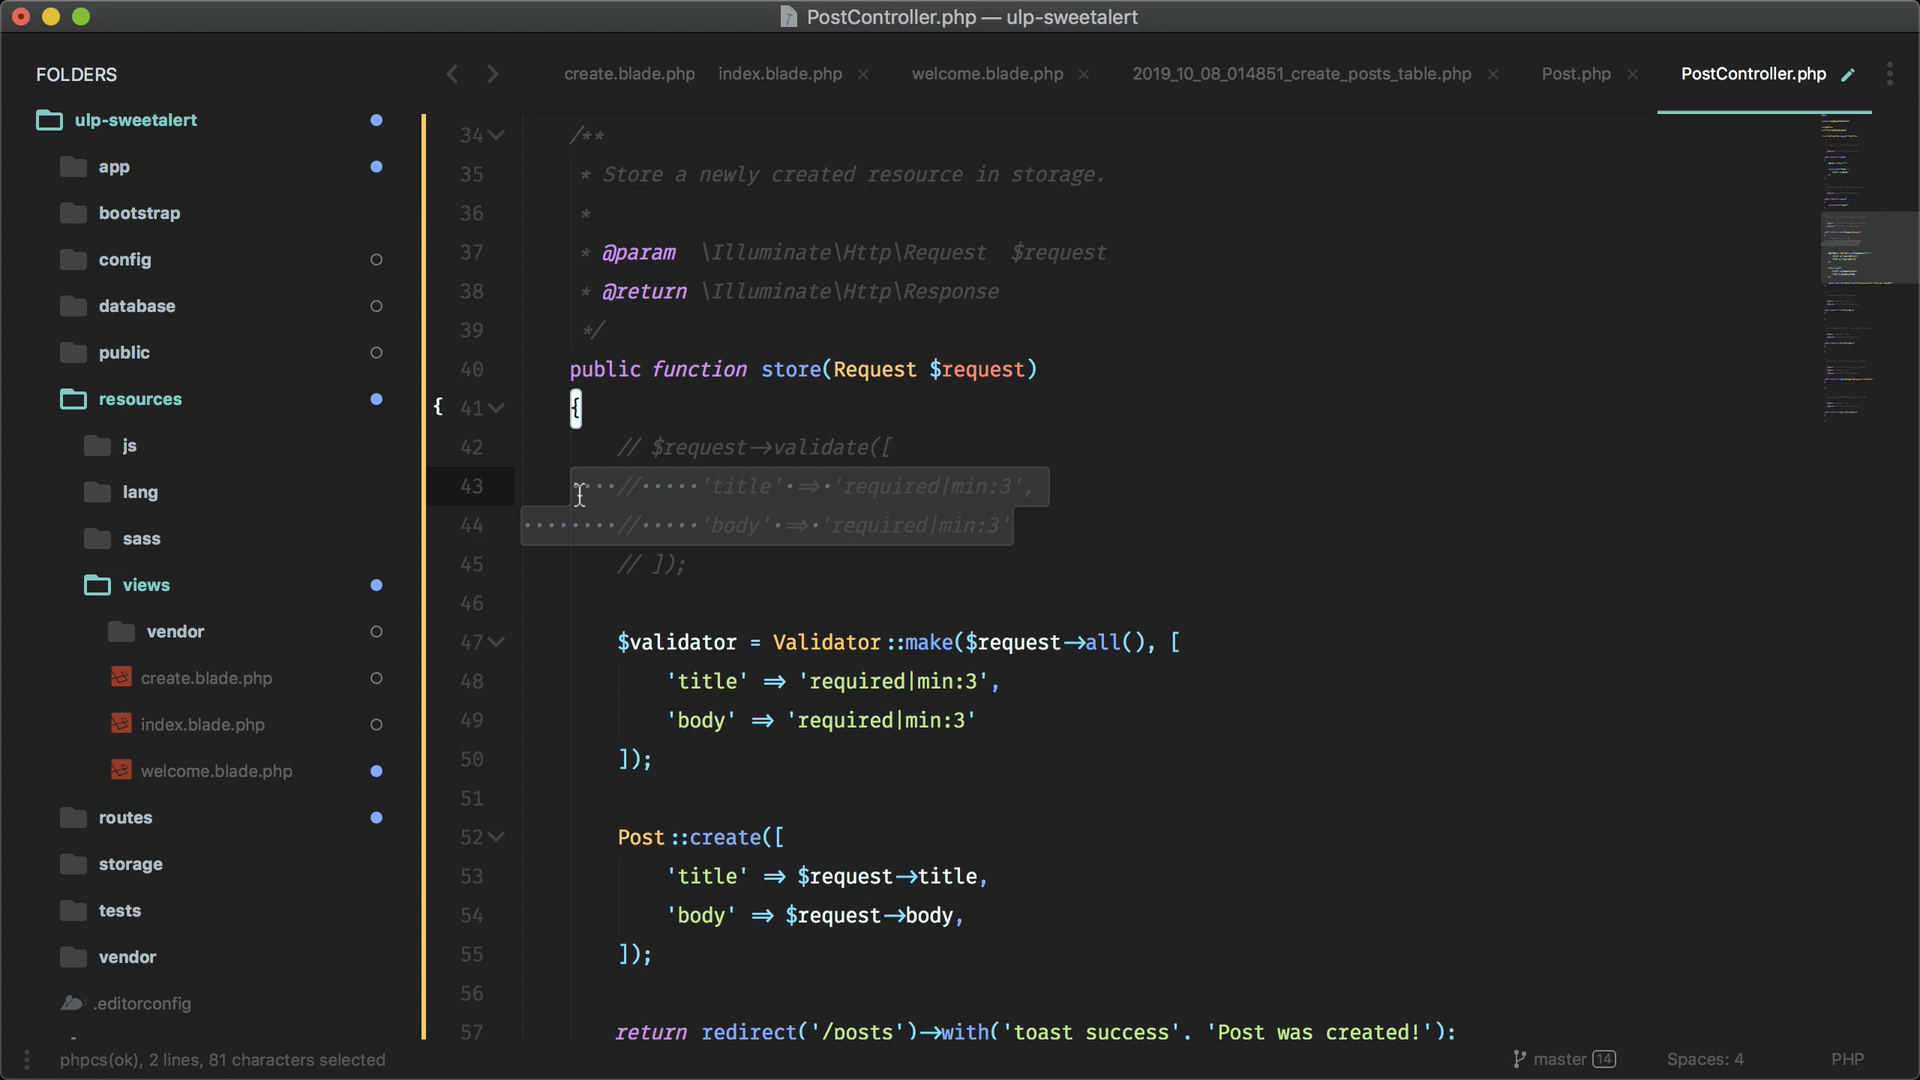 PostController.php — ulp-sweetalert
FOLDERS
ulp-sweetalert
app
bootstrap
config
database
public
resources
js
lang
sass
views
vendor
create.blade.php
index.blade.php
welcome.blade.php
routes
storage
tests
vendor
.editorconfig
create.blade.php index.blade.php × welcome.blade.php × 2019_10_08_014851_create_posts_table.php × Post.php × PostController.php
34 /**
35 * Store a newly created resource in storage.
36 *
37 * @param \Illuminate\Http\Request $request
38 * @return \Illuminate\Http\Response
39 */
40 public function store(Request $request)
{ 41 {
42 // $request->validate([
43 // 'title' => 'required|min:3',
44 // 'body' => 'required|min:3'
45 // ]);
46
47 $validator = Validator::make($request->all(), [
48 'title' => 'required|min:3',
49 'body' => 'required|min:3'
50 ]);
51
52 Post::create([
53 'title' => $request->title,
54 'body' => $request->body,
55 ]);
56
57 return redirect('/posts')->with('toast_success', 'Post was created!');
phpcs(ok), 2 lines, 81 characters selected
master 14 Spaces: 4 PHP